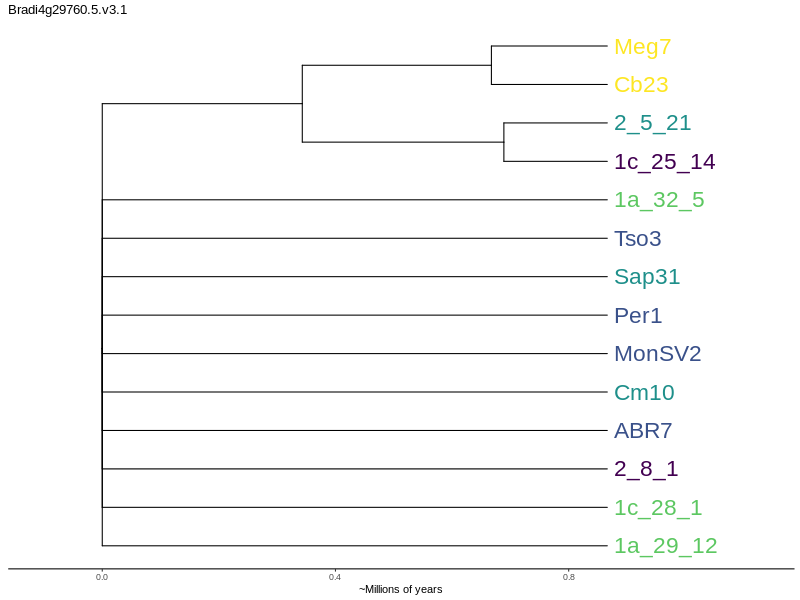 Bradi4g29760.5.v3.1
Meg7
Cb23
2_5_21
1c_25_14
1a_32_5
Tso3
Sap31
Per1
MonSV2
Cm10
ABR7
2_8_1
1c_28_1
1a_29_12
0.0 0.4 0.8
~Millions of years